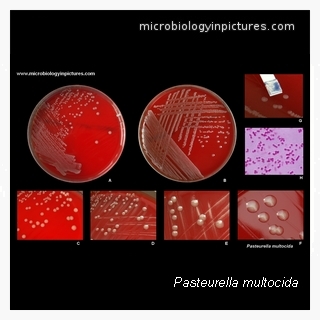 microbiologyinpictures.com
www.microbiologyinpictures.com
A
B
G
H
C
D
E
F
Pasteurella multocida
Pasteurella multocida